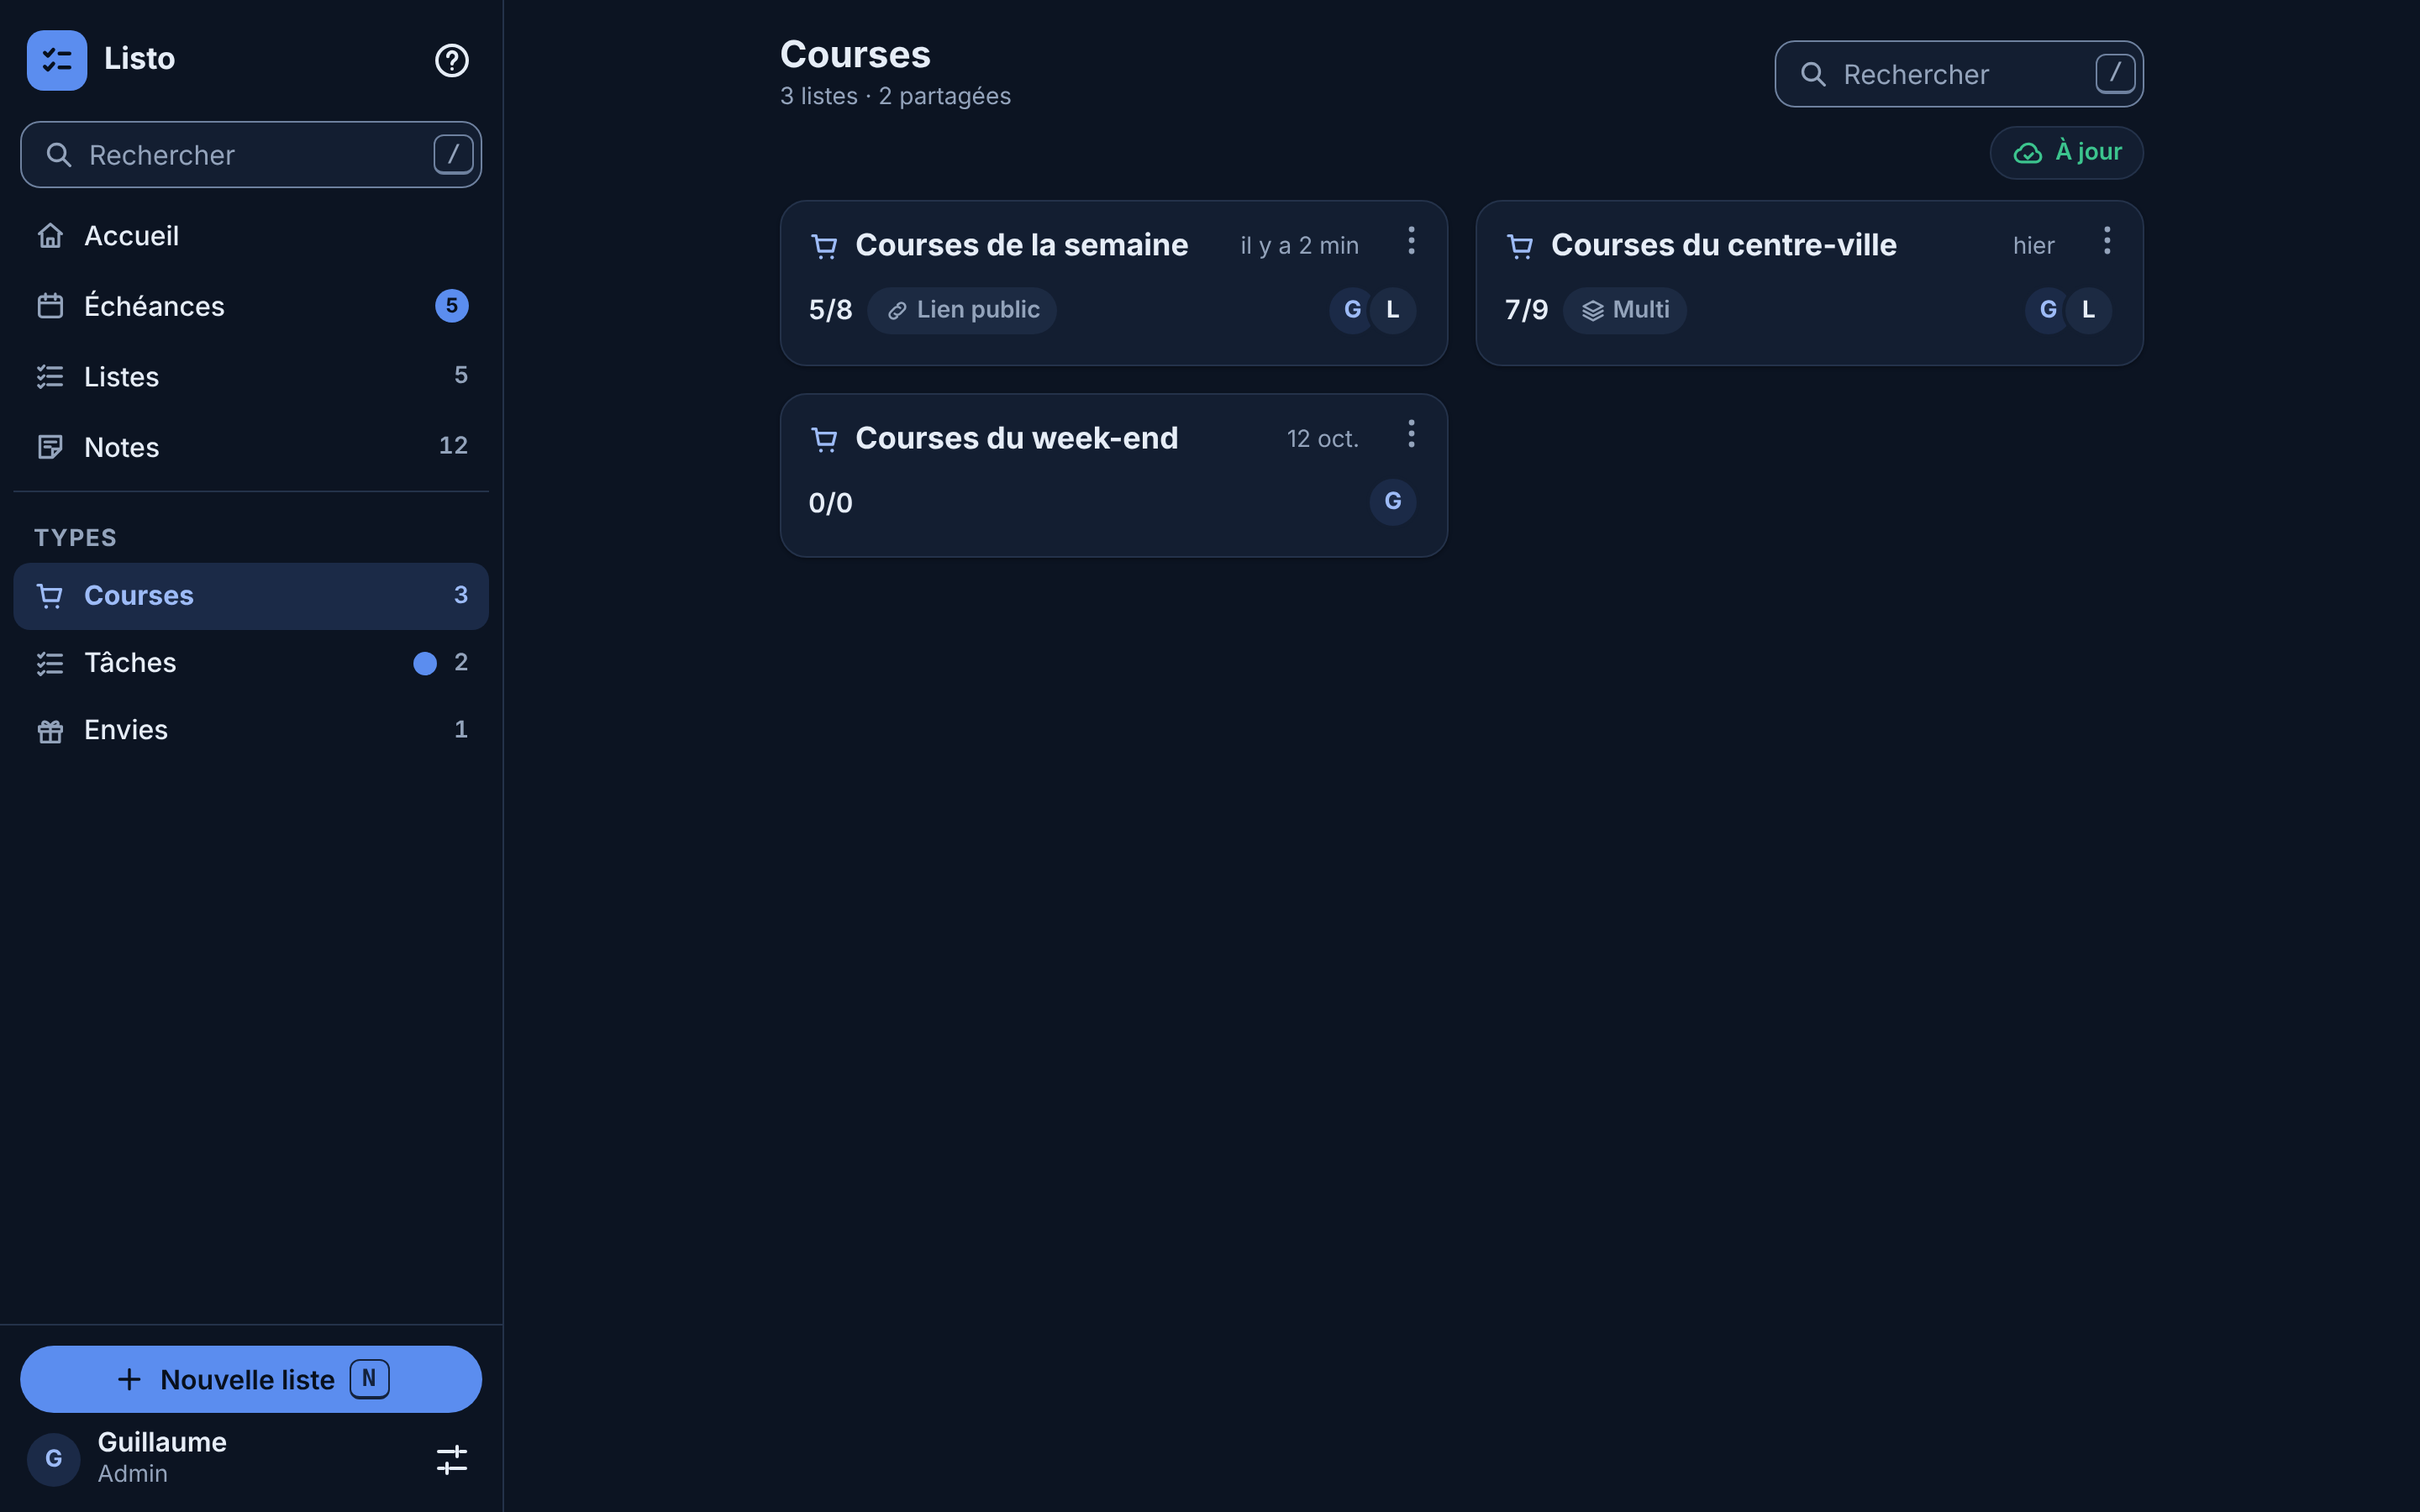 Listo
Rechercher /
Accueil
Échéances 5
Listes 5
Notes 12
TYPES
Courses 3
Tâches 2
Envies 1
Nouvelle liste N
G Guillaume
Admin
Courses
3 listes · 2 partagées
Rechercher /
À jour
Courses de la semaine il y a 2 min
5/8 Lien public G L
Courses du centre-ville hier
7/9 Multi G L
Courses du week-end 12 oct.
0/0 G